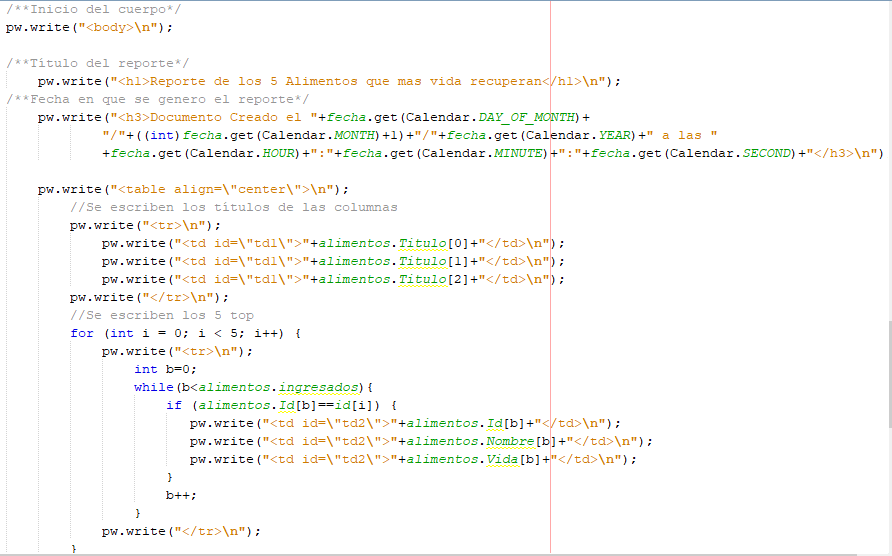 /**Inicio del cuerpo*/
pw.write("<body>\n");
/**Titulo del reporte*/
pw.write("<h1>Reporte de los 5 Alimentos que mas vida recuperan</h1>\n");
/**Fecha en que se genero el reporte*/
pw.write("<h3>Documento Creado el "+fecha.get(Calendar.DAY_OF_MONTH)+
"/"+((int)fecha.get(Calendar.MONTH)+1)+"/"+fecha.get(Calendar.YEAR)+" a las "
+fecha.get(Calendar.HOUR)+":"+fecha.get(Calendar.MINUTE)+":"+fecha.get(Calendar.SECOND)+"</h3>\n")
pw.write("<table align=\"center\">\n");
//Se escriben los títulos de las columnas
pw.write("<tr>\n");
pw.write("<td id=\"td1\">"+alimentos.Titulo[0]+"</td>\n");
pw.write("<td id=\"td1\">"+alimentos.Titulo[1]+"</td>\n");
pw.write("<td id=\"td1\">"+alimentos.Titulo[2]+"</td>\n");
pw.write("</tr>\n");
//Se escriben los 5 top
for (int i = 0; i < 5; i++) {
pw.write("<tr>\n");
int b=0;
while(b<alimentos.ingresados){
if (alimentos.Id[b]==id[i]) {
pw.write("<td id=\"td2\">"+alimentos.Id[b]+"</td>\n");
pw.write("<td id=\"td2\">"+alimentos.Nombre[b]+"</td>\n");
pw.write("<td id=\"td2\">"+alimentos.Vida[b]+"</td>\n");
}
b++;
}
pw.write("</tr>\n");
}